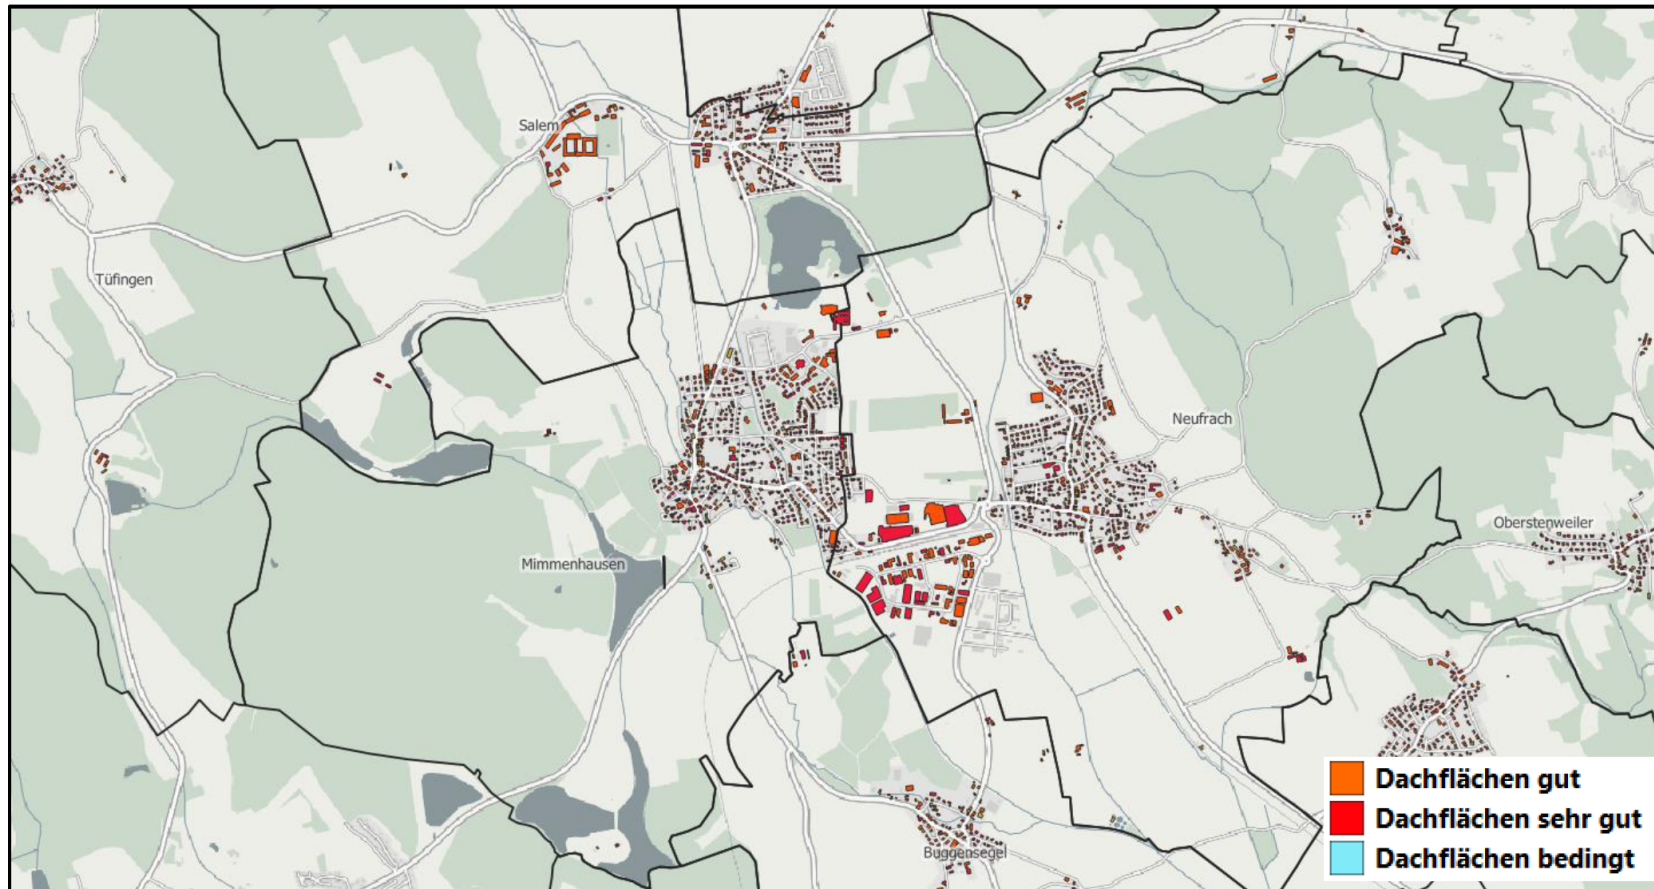 Salem
Tüfingen
Neufrach
Oberstenweiler
Mimmenhausen
Buggensegel
Dachflächen gut
Dachflächen sehr gut
Dachflächen bedingt